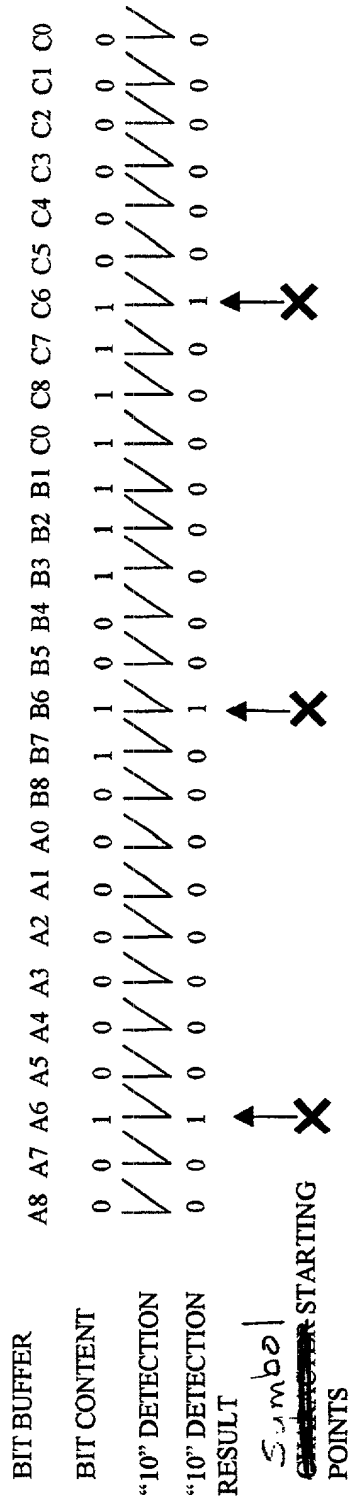 BIT BUFFER A8 A7 A6 A5 A4 A3 A2 A1 A0 B8 B7 B6 B5 B4 B3 B2 B1 C0 C8 C7 C6 C5 C4 C3 C2 C1 C0
BIT CONTENT 0 0 1 0 0 0 0 0 0 0 1 1 0 0 1 1 1 1 1 1 1 0 0 0 0 0 0
“10” DETECTION
“10” DETECTION 0 0 1 0 0 0 0 0 0 0 0 1 0 0 0 0 0 0 0 0 1 0 0 0 0 0 0
RESULT
Symbol
STARTING
POINTS